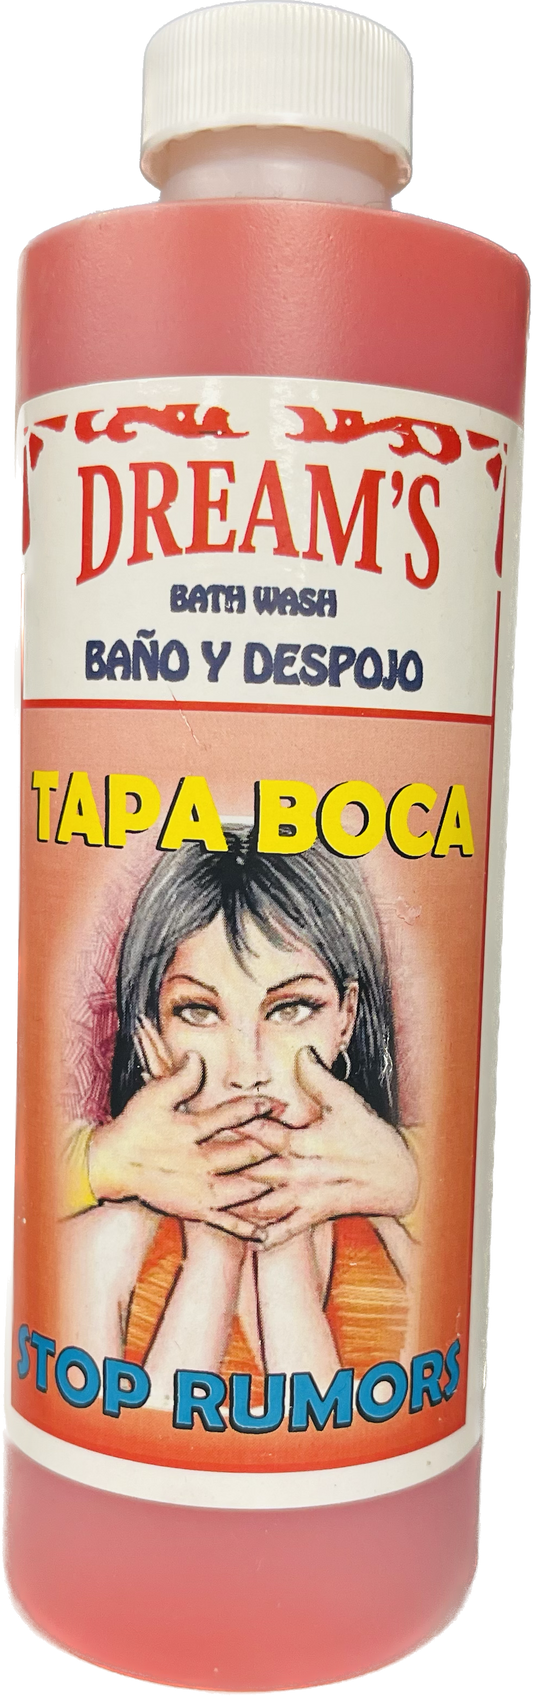 DREAM'S
BATH WASH
BAÑO Y DESPOJO
TAPA BOCA
STOP RUMORS